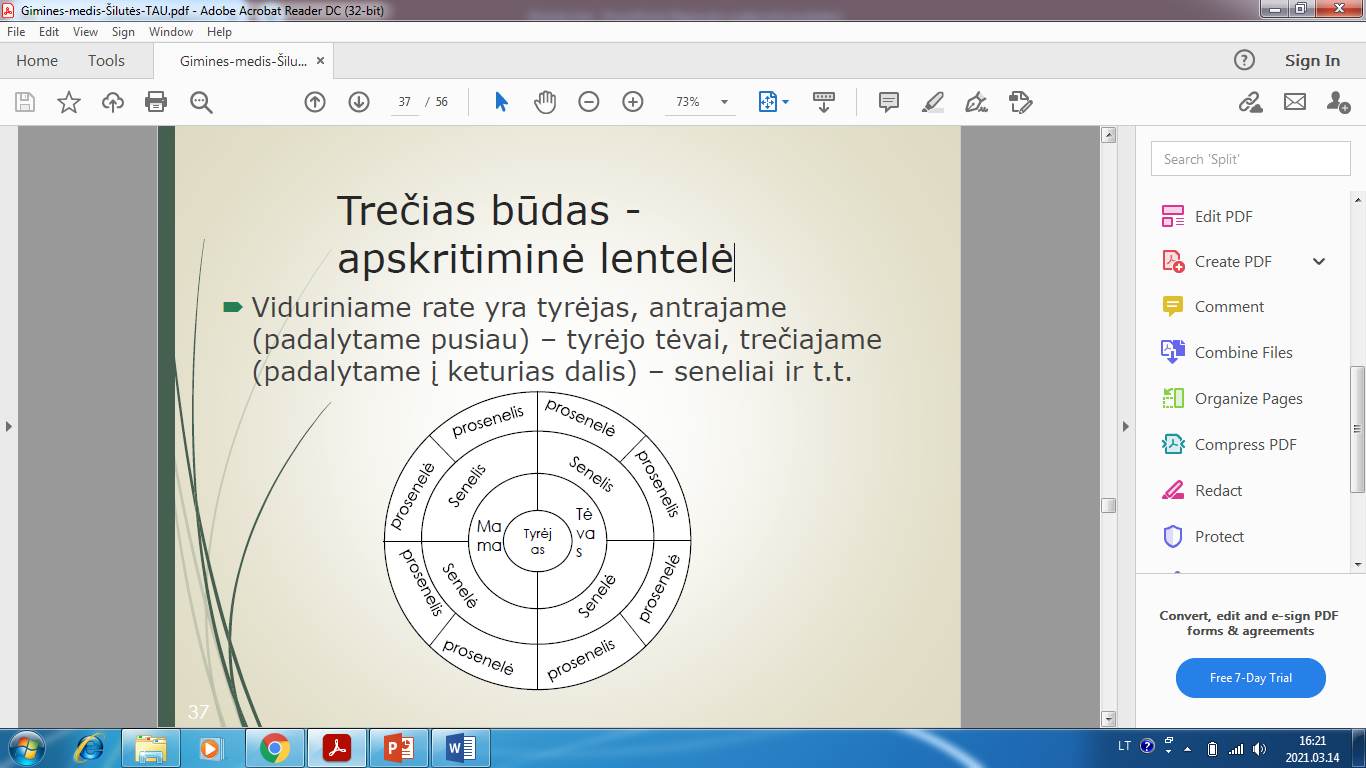 Gimines-medis-Šilutės-TAU.pdf - Adobe Acrobat Reader DC (32-bit)
File Edit View Sign Window Help
Home Tools Gimines-medis-Šilu... × Sign In
37 / 56 73%
Trečias būdas -
apskritiminė lentelė
Viduriniame rate yra tyrėjas, antrajame
(padalytame pusiau) – tyrėjo tėvai, trečiajame
(padalytame į keturias dalis) – seneliai ir t.t.
prosenelis
prosenelė
prosenelė
prosenelis
Senelis
Senelis
Ma
ma
Tyrėj
as
Tė
va
s
Senelė
Senelė
prosenelis
prosenelė
prosenelė
prosenelis
37
Search 'Split'
Edit PDF
Create PDF
Comment
Combine Files
Organize Pages
Compress PDF
Redact
Protect
Convert, edit and e-sign PDF
forms & agreements
Free 7-Day Trial
LT
16:21
2021.03.14